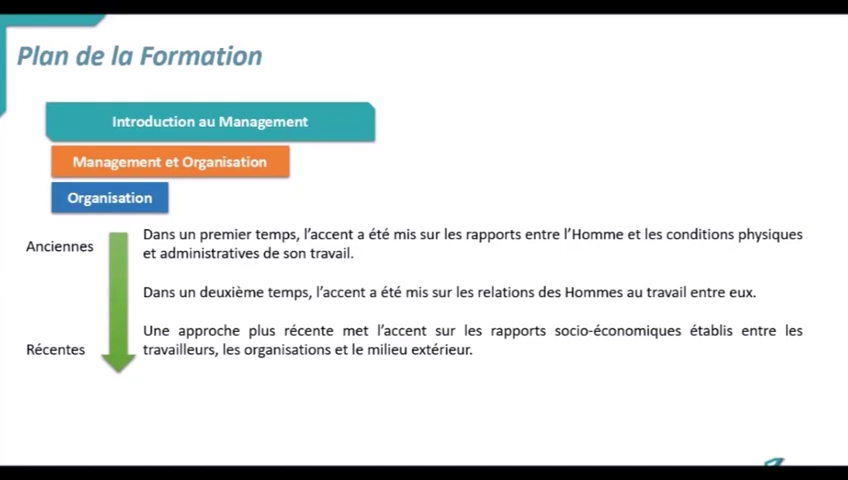 Plan de la Formation
Introduction au Management
Management et Organisation
Organisation
Anciennes
Dans un premier temps, l'accent a été mis sur les rapports entre l'Homme et les conditions physiques
et administratives de son travail.
Dans un deuxième temps, l'accent a été mis sur les relations des Hommes au travail entre eux.
Récentes
Une approche plus récente met l'accent sur les rapports socio-économiques établis entre les
travailleurs, les organisations et le milieu extérieur.